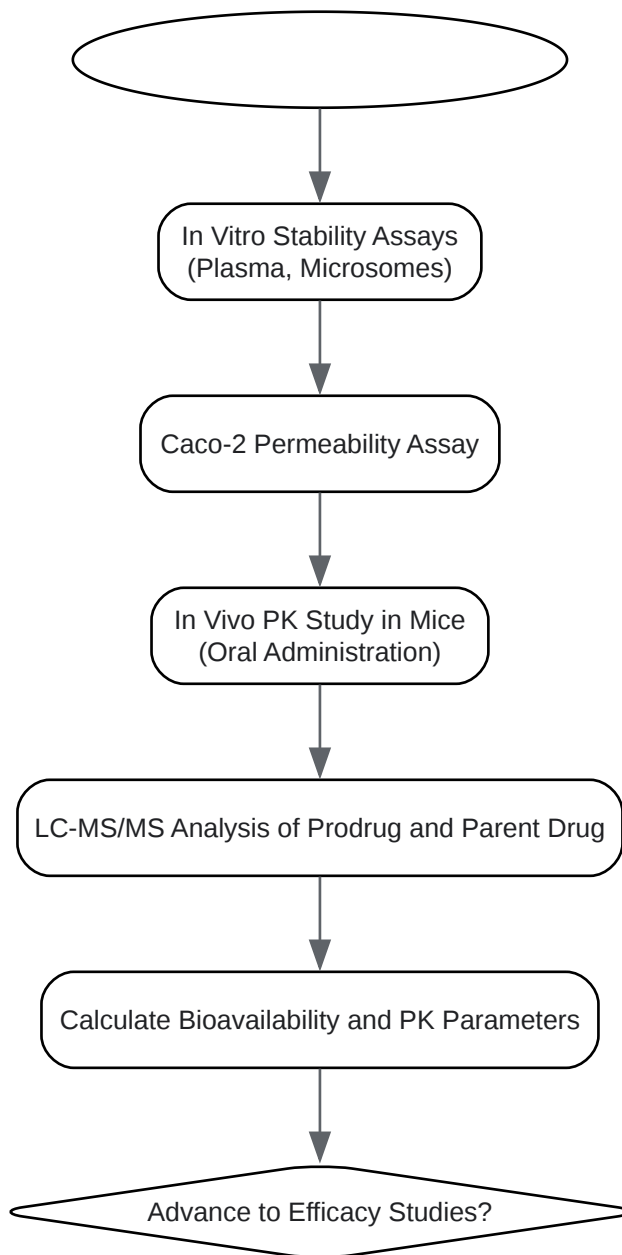 In Vitro Stability Assays
(Plasma, Microsomes)
Caco-2 Permeability Assay
In Vivo PK Study in Mice
(Oral Administration)
LC-MS/MS Analysis of Prodrug and Parent Drug
Calculate Bioavailability and PK Parameters
Advance to Efficacy Studies?